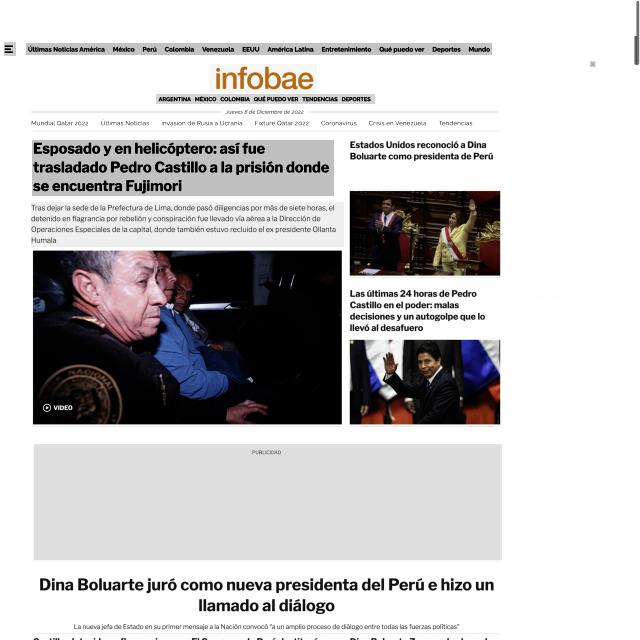 Últimas Noticias América México Perú Colombia Venezuela EEUU América Latina Entretenimiento Qué puedo ver Deportes Mundo
infobae
ARGENTINA MÉXICO COLOMBIA QUÉ PUEDO VER TENDENCIAS DEPORTES
Jueves 8 de Diciembre de 2022
Mundial Qatar 2022 Últimas Noticias Invasión de Rusia a Ucrania Fixture Qatar 2022 Coronavirus Crisis en Venezuela Tendencias
Esposado y en helicóptero: así fue
trasladado Pedro Castillo a la prisión donde
se encuentra Fujimori
Tras dejar la sede de la Prefectura de Lima, donde pasó diligencias por más de siete horas, el
detenido en flagrancia por rebelión y conspiración fue llevado vía aérea a la Dirección de
Operaciones Especiales de la capital, donde también estuvo recluido el ex presidente Ollanta
Humala
VIDEO
Estados Unidos reconoció a Dina
Boluarte como presidenta de Perú
Las últimas 24 horas de Pedro
Castillo en el poder: malas
decisiones y un autogolpe que lo
llevó al desafuero
PUBLICIDAD
Dina Boluarte juró como nueva presidenta del Perú e hizo un
llamado al diálogo
La nueva jefa de Estado en su primer mensaje a la Nación convocó "a un amplio proceso de diálogo entre todas las fuerzas políticas"